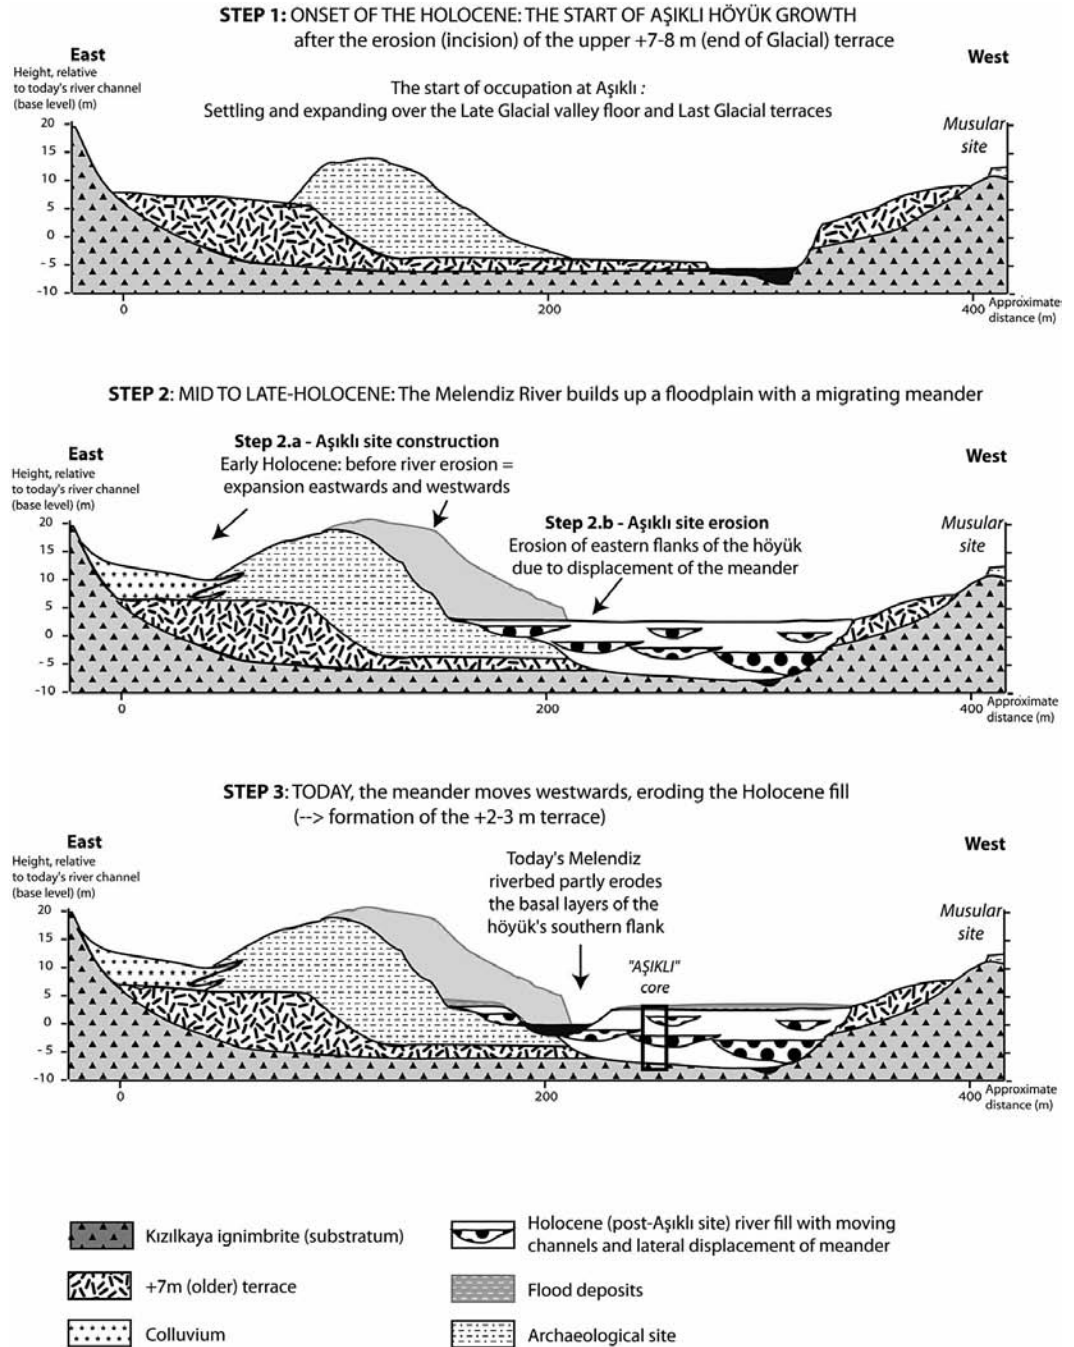 STEP 1: ONSET OF THE HOLOCENE: THE START OF AŞIKLI HÖYÜK GROWTH
after the erosion (incision) of the upper +7-8 m (end of Glacial) terrace
East
West
Height, relative
to today's river channel
(base level) (m)
The start of occupation at Aşıklı :
Settling and expanding over the Late Glacial valley floor and Last Glacial terraces
Musular
site
20
15
10
5
0
-5
-10
0
200
400
Approximate
distance (m)
STEP 2: MID TO LATE-HOLOCENE: The Melendiz River builds up a floodplain with a migrating meander
East
West
Height, relative
to today's river channel
(base level) (m)
Step 2.a - Aşıklı site construction
Early Holocene: before river erosion =
expansion eastwards and westwards
Step 2.b - Aşıklı site erosion
Erosion of eastern flanks of the höyük
due to displacement of the meander
Musular
site
20
15
10
5
0
-5
-10
0
200
400
Approximate
distance (m)
STEP 3: TODAY, the meander moves westwards, eroding the Holocene fill
(--> formation of the +2-3 m terrace)
East
West
Height, relative
to today's river channel
(base level) (m)
Today's Melendiz
riverbed partly erodes
the basal layers of the
höyük's southern flank
"AŞIKLI"
core
Musular
site
20
15
10
5
0
-5
-10
0
200
400
Approximate
distance (m)
Kızılkaya ignimbrite (substratum)
+7m (older) terrace
Colluvium
Holocene (post-Aşıklı site) river fill with moving
channels and lateral displacement of meander
Flood deposits
Archaeological site